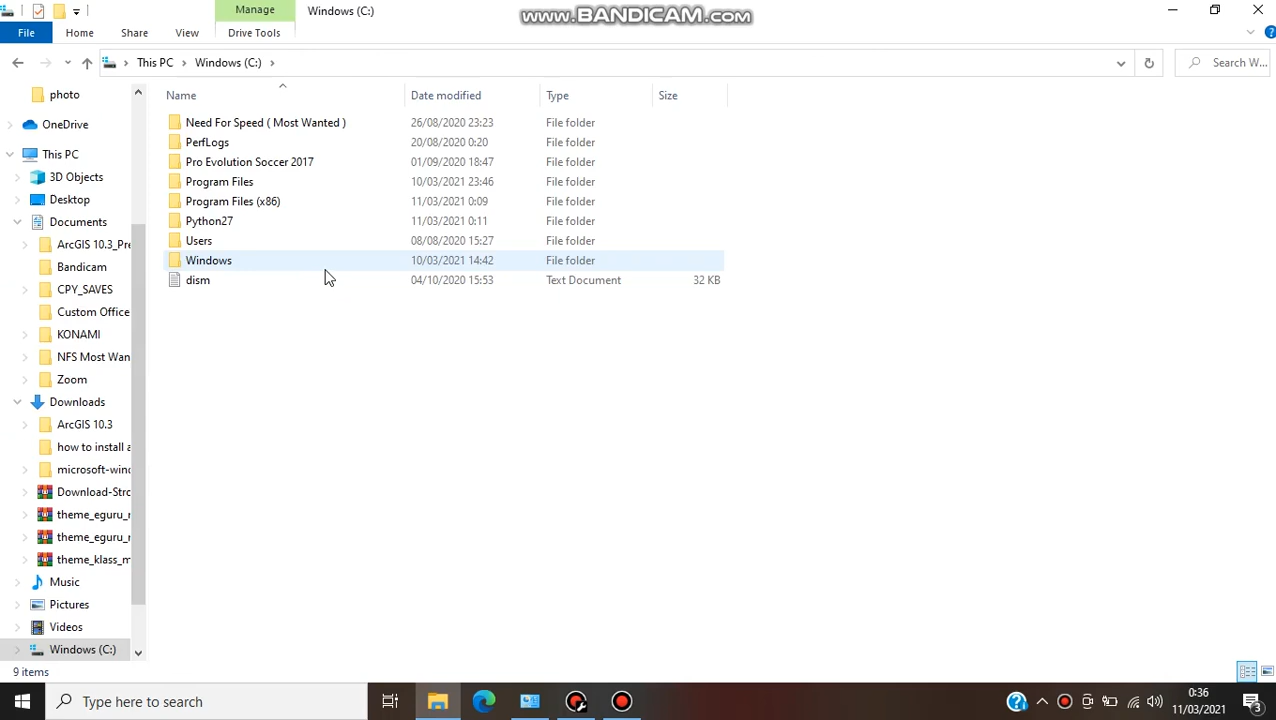 Manage
Windows (C:)
www.BANDICAM.com
File
Home
Share
View
Drive Tools
This PC
Windows (C:)
Search W...
Name
Date modified
Type
Size
photo
OneDrive
This PC
3D Objects
Desktop
Documents
ArcGIS 10.3_Pre
Bandicam
CPY_SAVES
Custom Office
KONAMI
NFS Most Wan
Zoom
Downloads
ArcGIS 10.3
how to install a
microsoft-wind
Download-Stro
theme_eguru_n
theme_eguru_n
theme_klass_m
Music
Pictures
Videos
Windows (C:)
Need For Speed ( Most Wanted ) 26/08/2020 23:23 File folder
PerfLogs 20/08/2020 0:20 File folder
Pro Evolution Soccer 2017 01/09/2020 18:47 File folder
Program Files 10/03/2021 23:46 File folder
Program Files (x86) 11/03/2021 0:09 File folder
Python27 11/03/2021 0:11 File folder
Users 08/08/2020 15:27 File folder
Windows 10/03/2021 14:42 File folder
dism 04/10/2020 15:53 Text Document 32 KB
9 items
Type here to search
0:36
11/03/2021
3